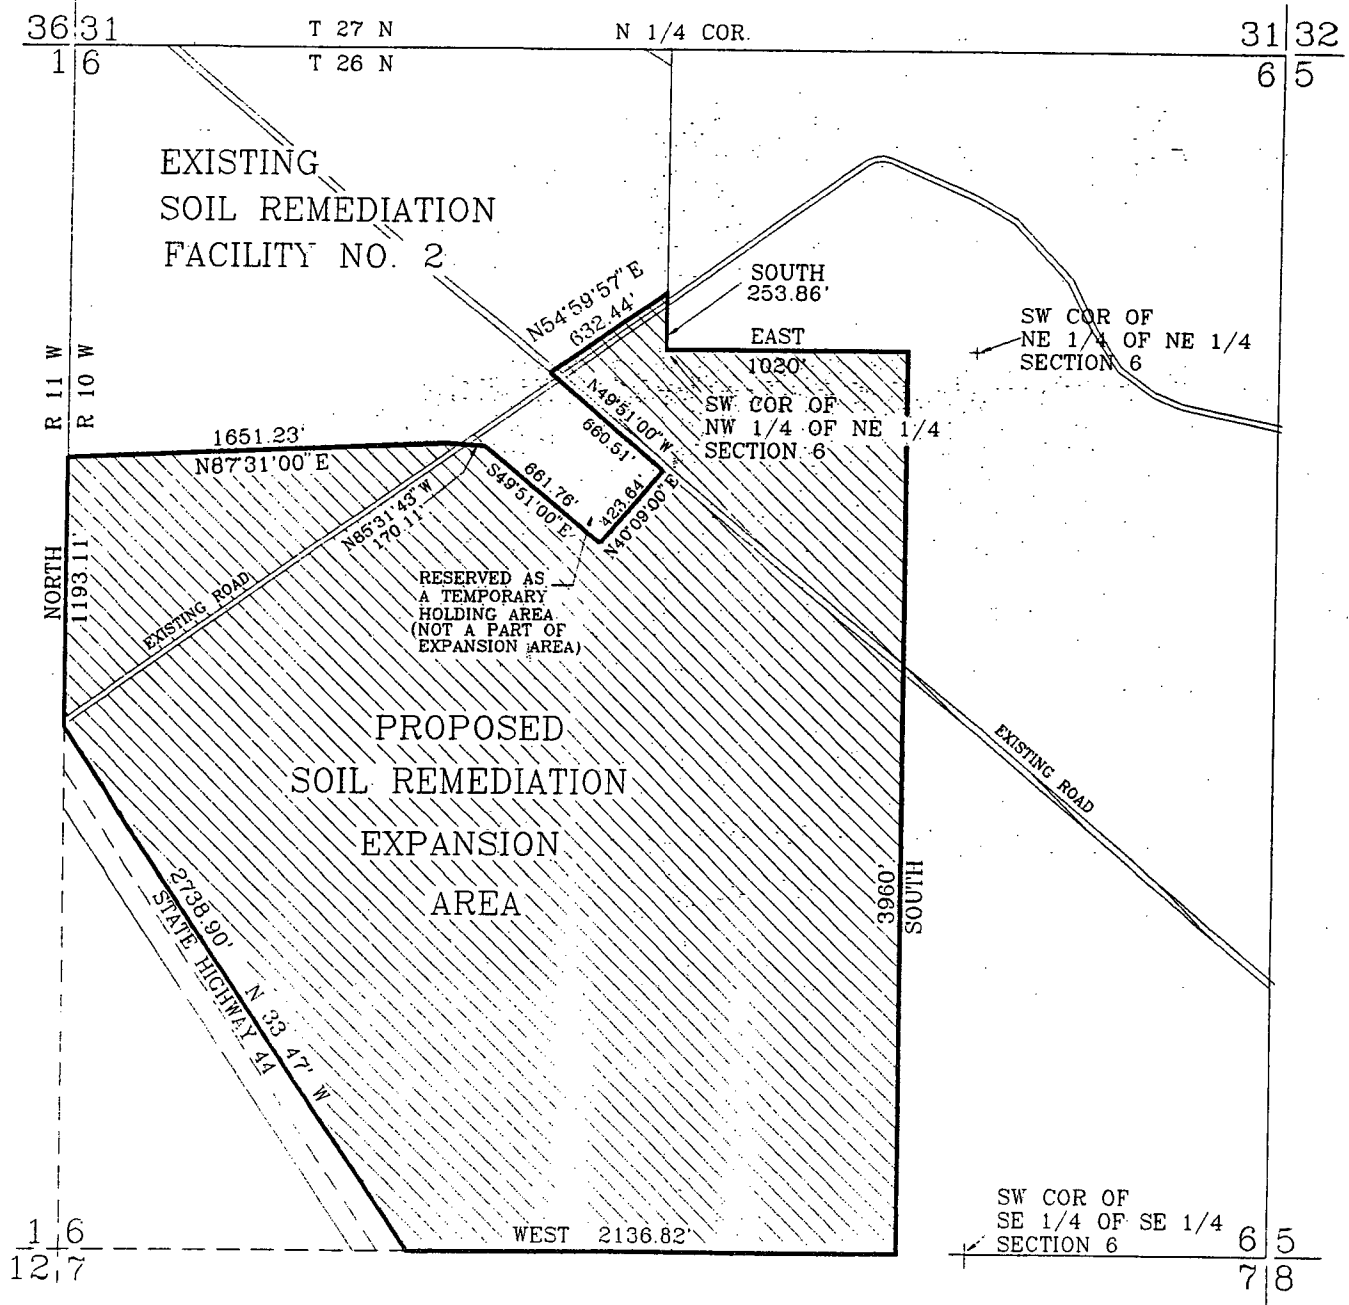 36 31
T 27 N
N 1/4 COR.
31 32
1 6
T 26 N
6 5
EXISTING
SOIL REMEDIATION
FACILITY NO. 2
N54°59'57"E
632.44'
SOUTH
253.86'
EAST
1020'
SW COR OF
NE 1/4 OF NE 1/4
SECTION 6
R 11 W
R 10 W
SW COR OF
NW 1/4 OF NE 1/4
SECTION 6
N49°51'00"W
660.51'
1651.23'
N87°31'00"E
661.76'
S49°51'00"E
423.64'
N40°09'00"E
N85°31'43"W
170.11'
NORTH
1193.11'
EXISTING ROAD
RESERVED AS
A TEMPORARY
HOLDING AREA
(NOT A PART OF
EXPANSION AREA)
PROPOSED
SOIL REMEDIATION
EXPANSION
AREA
EXISTING ROAD
3960'
SOUTH
2738.90'
N 33 47' W
STATE HIGHWAY 44
WEST 2136.82'
SW COR OF
SE 1/4 OF SE 1/4
SECTION 6
1 6
12 7
6 5
7 8